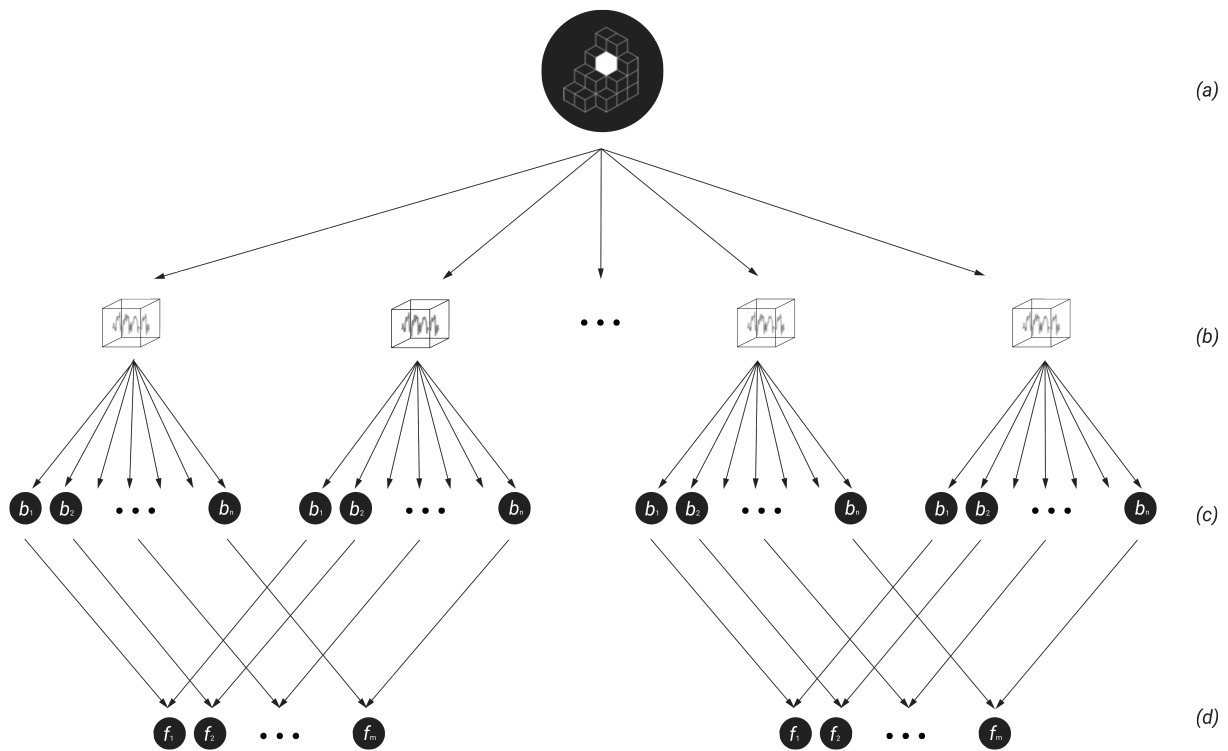 (a)
• • •
(b)
b₁ b₂ • • • bₙ b₁ b₂ • • • bₙ b₁ b₂ • • • bₙ b₁ b₂ • • • bₙ
(c)
f₁ f₂ • • • fₘ f₁ f₂ • • • fₘ
(d)